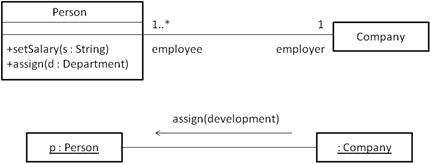 Person
+setSalary(s : String)
+assign(d : Department)
1..*
1
employee
employer
Company
assign(development)
p : Person
: Company